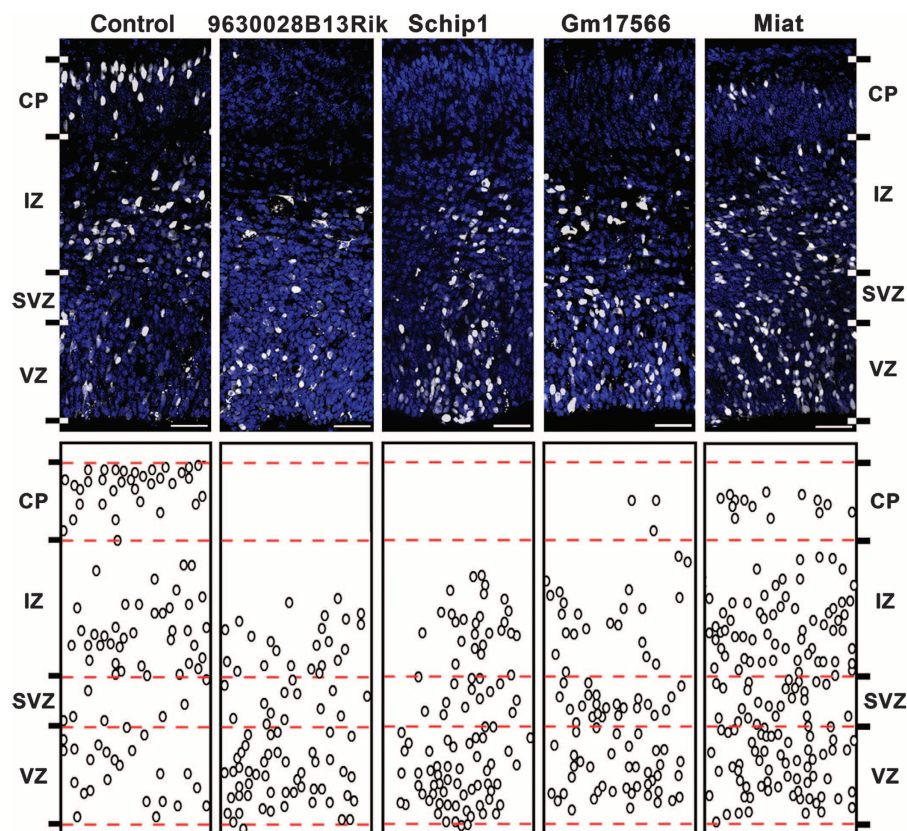 Control 9630028B13Rik Schip1 Gm17566 Miat
CP CP
IZ IZ
SVZ SVZ
VZ VZ
CP CP
IZ IZ
SVZ SVZ
VZ VZ